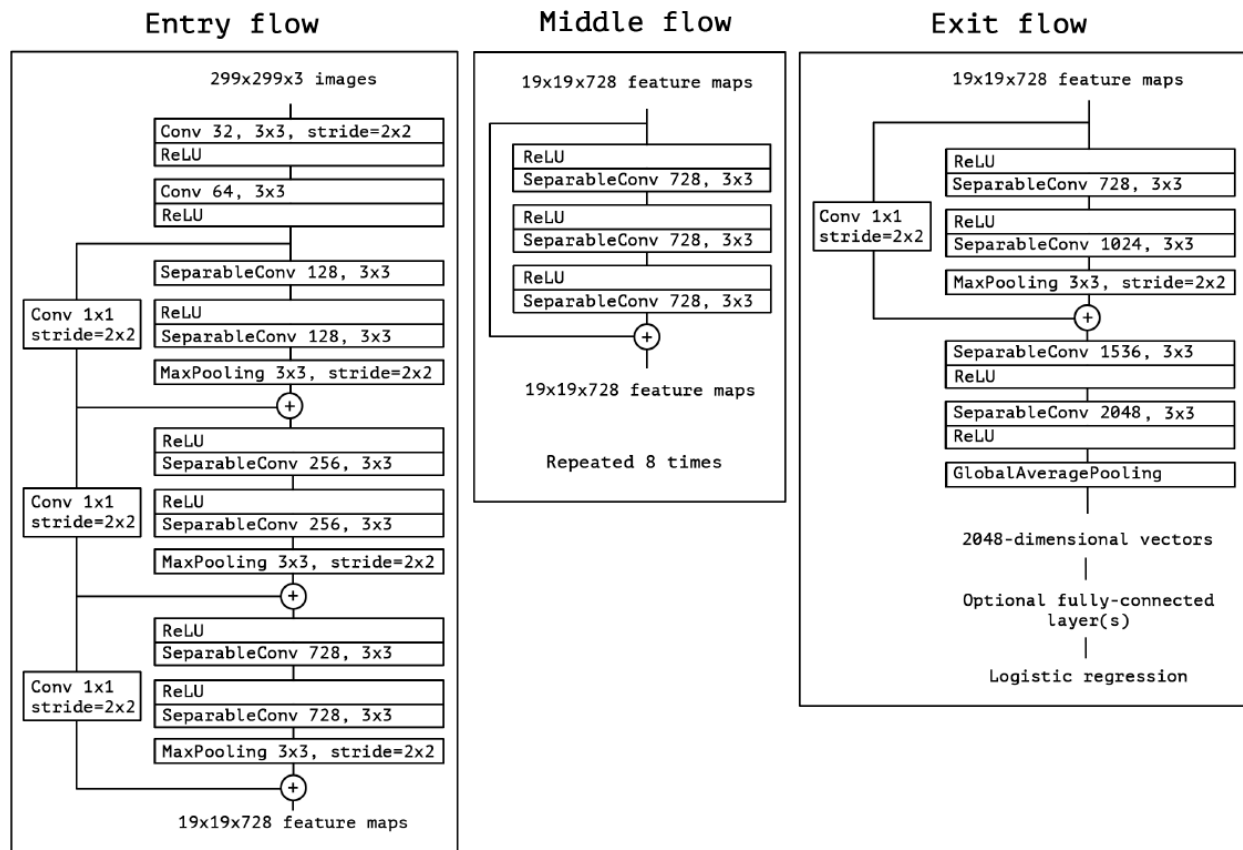 Entry flow
299x299x3 images
Conv 32, 3x3, stride=2x2
ReLU
Conv 64, 3x3
ReLU
SeparableConv 128, 3x3
Conv 1x1
stride=2x2
ReLU
SeparableConv 128, 3x3
MaxPooling 3x3, stride=2x2
+
ReLU
SeparableConv 256, 3x3
Conv 1x1
stride=2x2
ReLU
SeparableConv 256, 3x3
MaxPooling 3x3, stride=2x2
+
ReLU
SeparableConv 728, 3x3
Conv 1x1
stride=2x2
ReLU
SeparableConv 728, 3x3
MaxPooling 3x3, stride=2x2
+
19x19x728 feature maps
Middle flow
19x19x728 feature maps
ReLU
SeparableConv 728, 3x3
ReLU
SeparableConv 728, 3x3
ReLU
SeparableConv 728, 3x3
+
19x19x728 feature maps
Repeated 8 times
Exit flow
19x19x728 feature maps
ReLU
SeparableConv 728, 3x3
Conv 1x1
stride=2x2
ReLU
SeparableConv 1024, 3x3
MaxPooling 3x3, stride=2x2
+
SeparableConv 1536, 3x3
ReLU
SeparableConv 2048, 3x3
ReLU
GlobalAveragePooling
2048-dimensional vectors
Optional fully-connected
layer(s)
Logistic regression